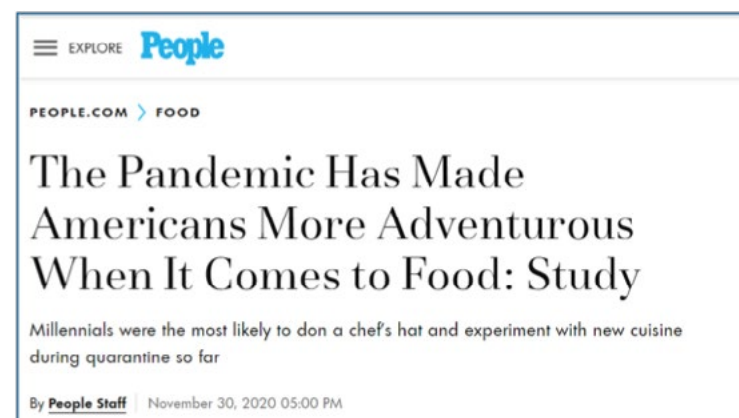 EXPLORE People
PEOPLE.COM > FOOD
The Pandemic Has Made
Americans More Adventurous
When It Comes to Food: Study
Millennials were the most likely to don a chef's hat and experiment with new cuisine
during quarantine so far
By People Staff | November 30, 2020 05:00 PM